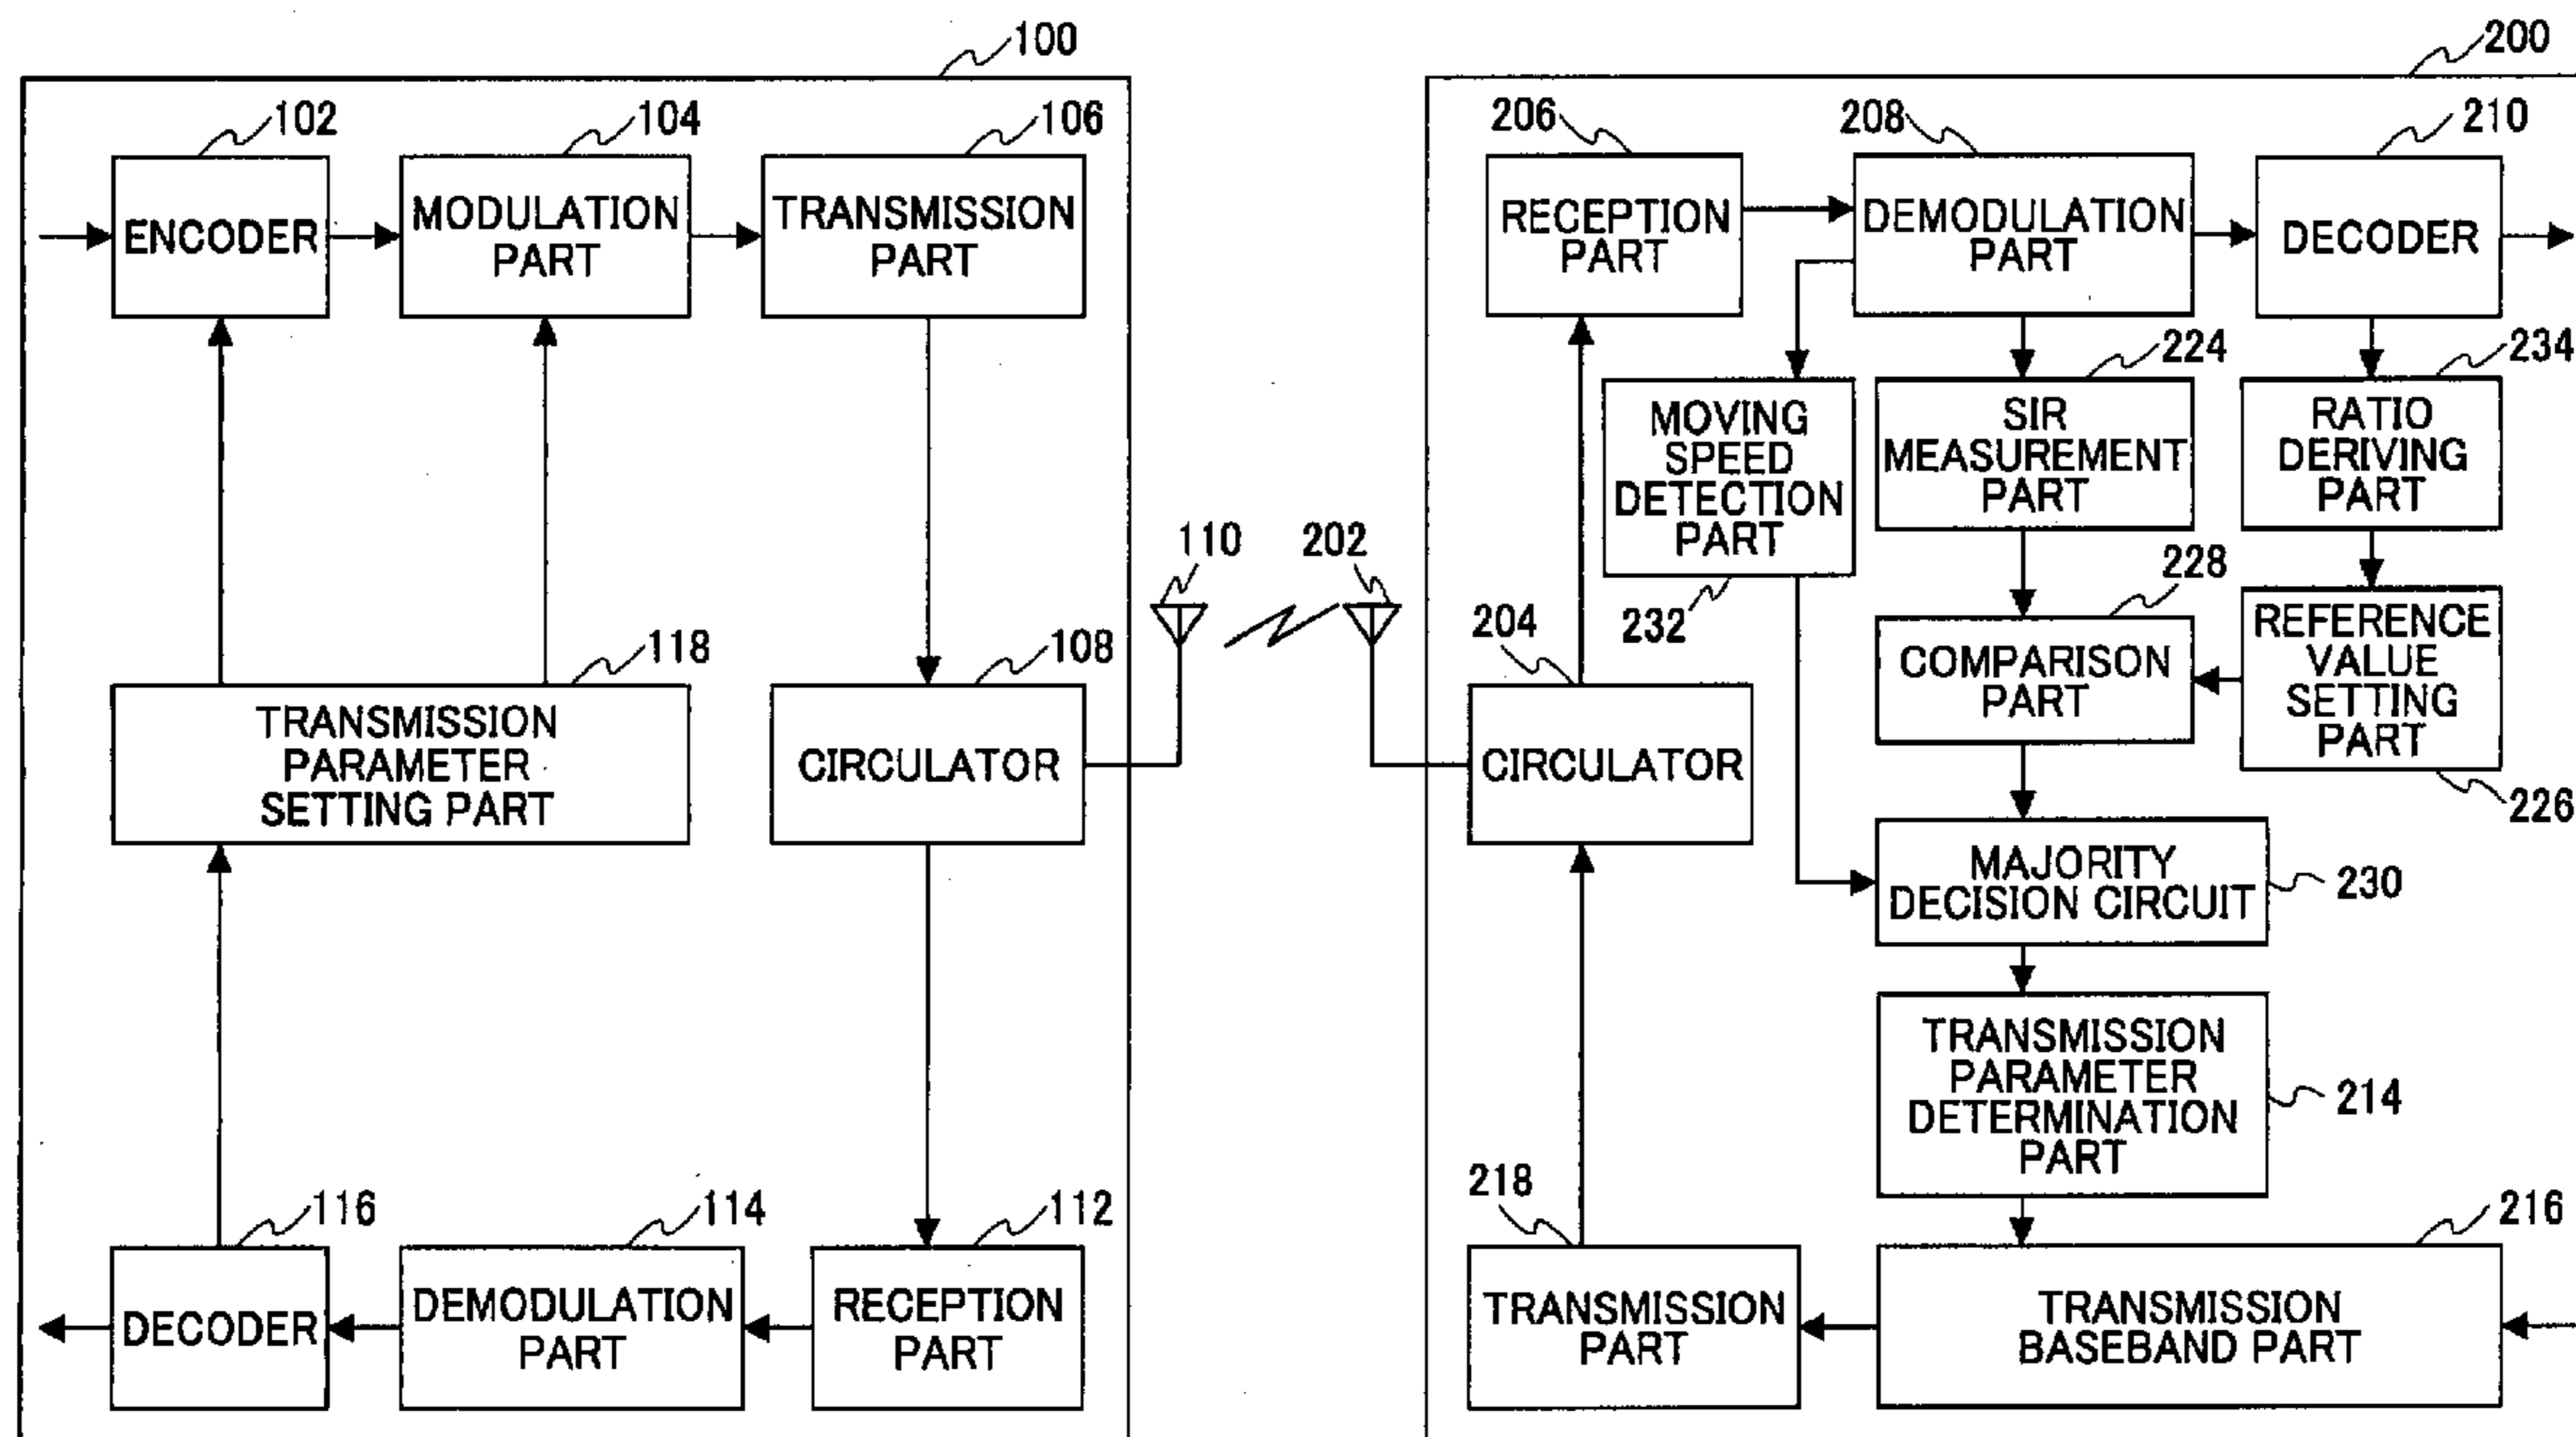 100
200
102
104
106
206
208
210
ENCODER
MODULATION
PART
TRANSMISSION
PART
RECEPTION
PART
DEMODULATION
PART
DECODER
224
234
MOVING
SPEED
DETECTION
PART
SIR
MEASUREMENT
PART
RATIO
DERIVING
PART
110
202
232
228
118
108
204
TRANSMISSION
PARAMETER
SETTING PART
CIRCULATOR
CIRCULATOR
COMPARISON
PART
REFERENCE
VALUE
SETTING
PART
226
MAJORITY
DECISION CIRCUIT
230
TRANSMISSION
PARAMETER
DETERMINATION
PART
214
116
114
112
218
216
DECODER
DEMODULATION
PART
RECEPTION
PART
TRANSMISSION
PART
TRANSMISSION
BASEBAND PART